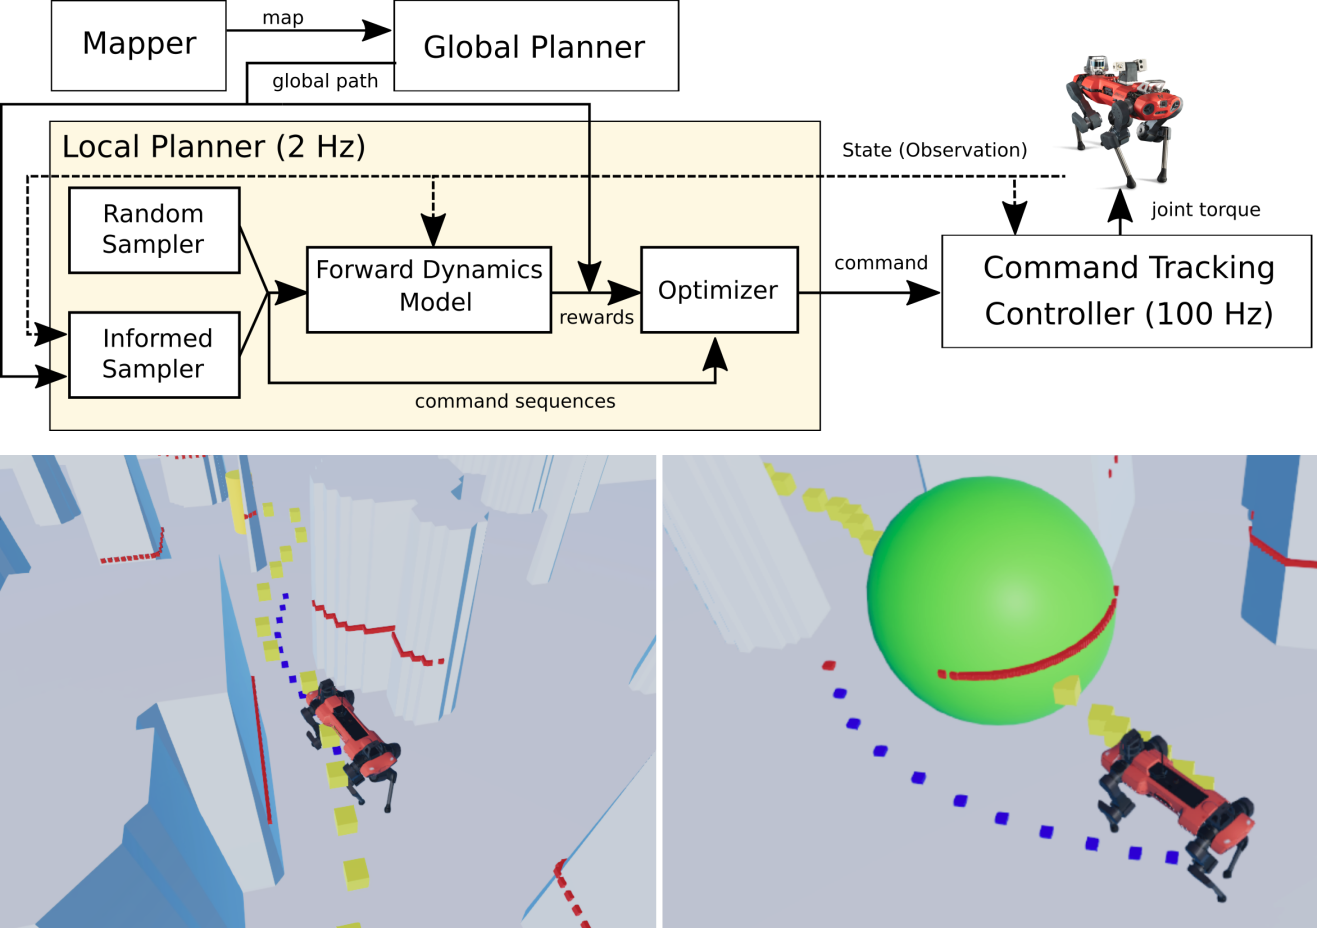 map
Mapper
Global Planner
global path
Local Planner (2 Hz)
State (Observation)
Random
Sampler
joint torque
Forward Dynamics
Model
Optimizer
command
Command Tracking
Controller (100 Hz)
rewards
Informed
Sampler
command sequences